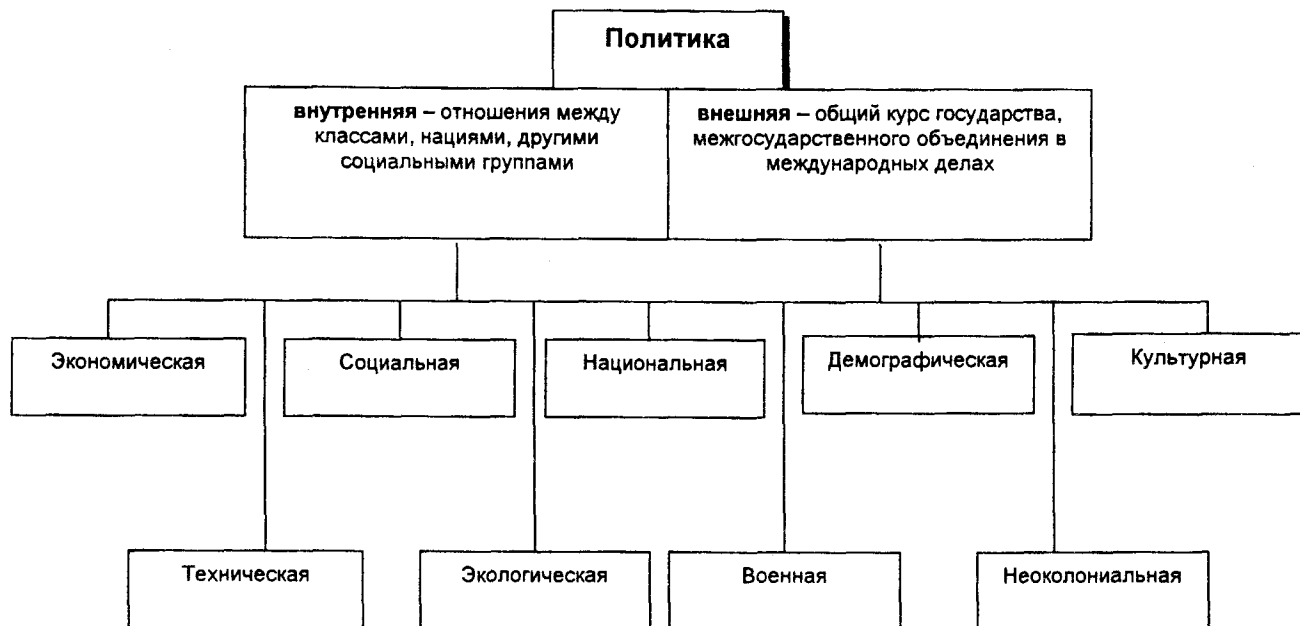 Политика
внутренняя – отношения между
классами, нациями, другими
социальными группами
внешняя – общий курс государства,
межгосударственного объединения в
международных делах
Экономическая
Социальная
Национальная
Демографическая
Культурная
Техническая
Экологическая
Военная
Неоколониальная